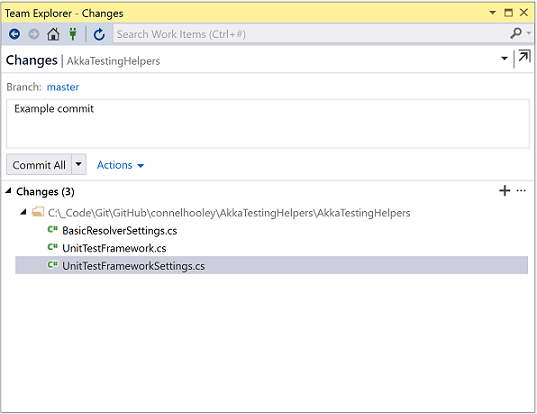 Team Explorer - Changes
Search Work Items (Ctrl+#)
Changes | AkkaTestingHelpers
Branch: master
Example commit
Commit All Actions
Changes (3)
C:\_Code\Git\GitHub\connelhooley\AkkaTestingHelpers\AkkaTestingHelpers
C# BasicResolverSettings.cs
C# UnitTestFramework.cs
C# UnitTestFrameworkSettings.cs